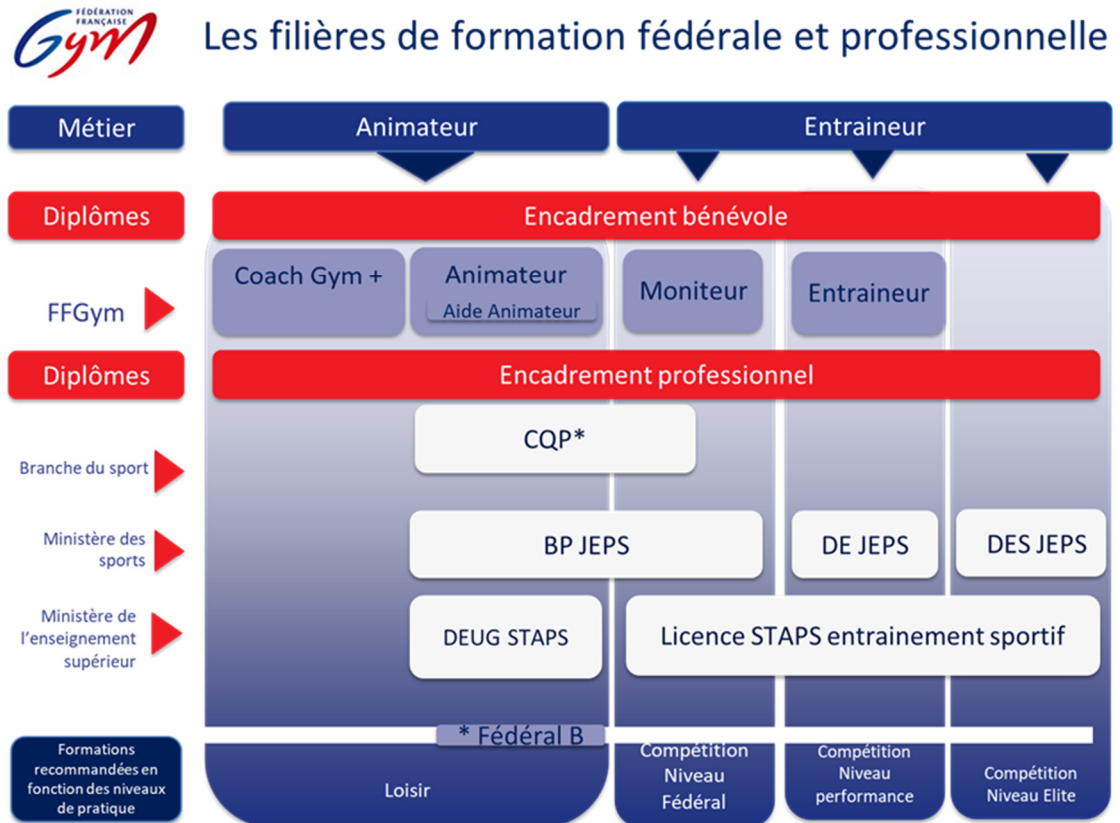 FÉDÉRATION
FRANÇAISE
Gym
Les filières de formation fédérale et professionnelle
Métier
Animateur
Entraineur
Diplômes
Encadrement bénévole
FFGym
Coach Gym +
Animateur
Aide Animateur
Moniteur
Entraineur
Diplômes
Encadrement professionnel
Branche du sport
CQP*
Ministère des
sports
BP JEPS
DE JEPS
DES JEPS
Ministère de
l'enseignement
supérieur
DEUG STAPS
Licence STAPS entrainement sportif
* Fédéral B
Formations
recommandées en
fonction des niveaux
de pratique
Loisir
Compétition
Niveau
Fédéral
Compétition
Niveau
performance
Compétition
Niveau Elite